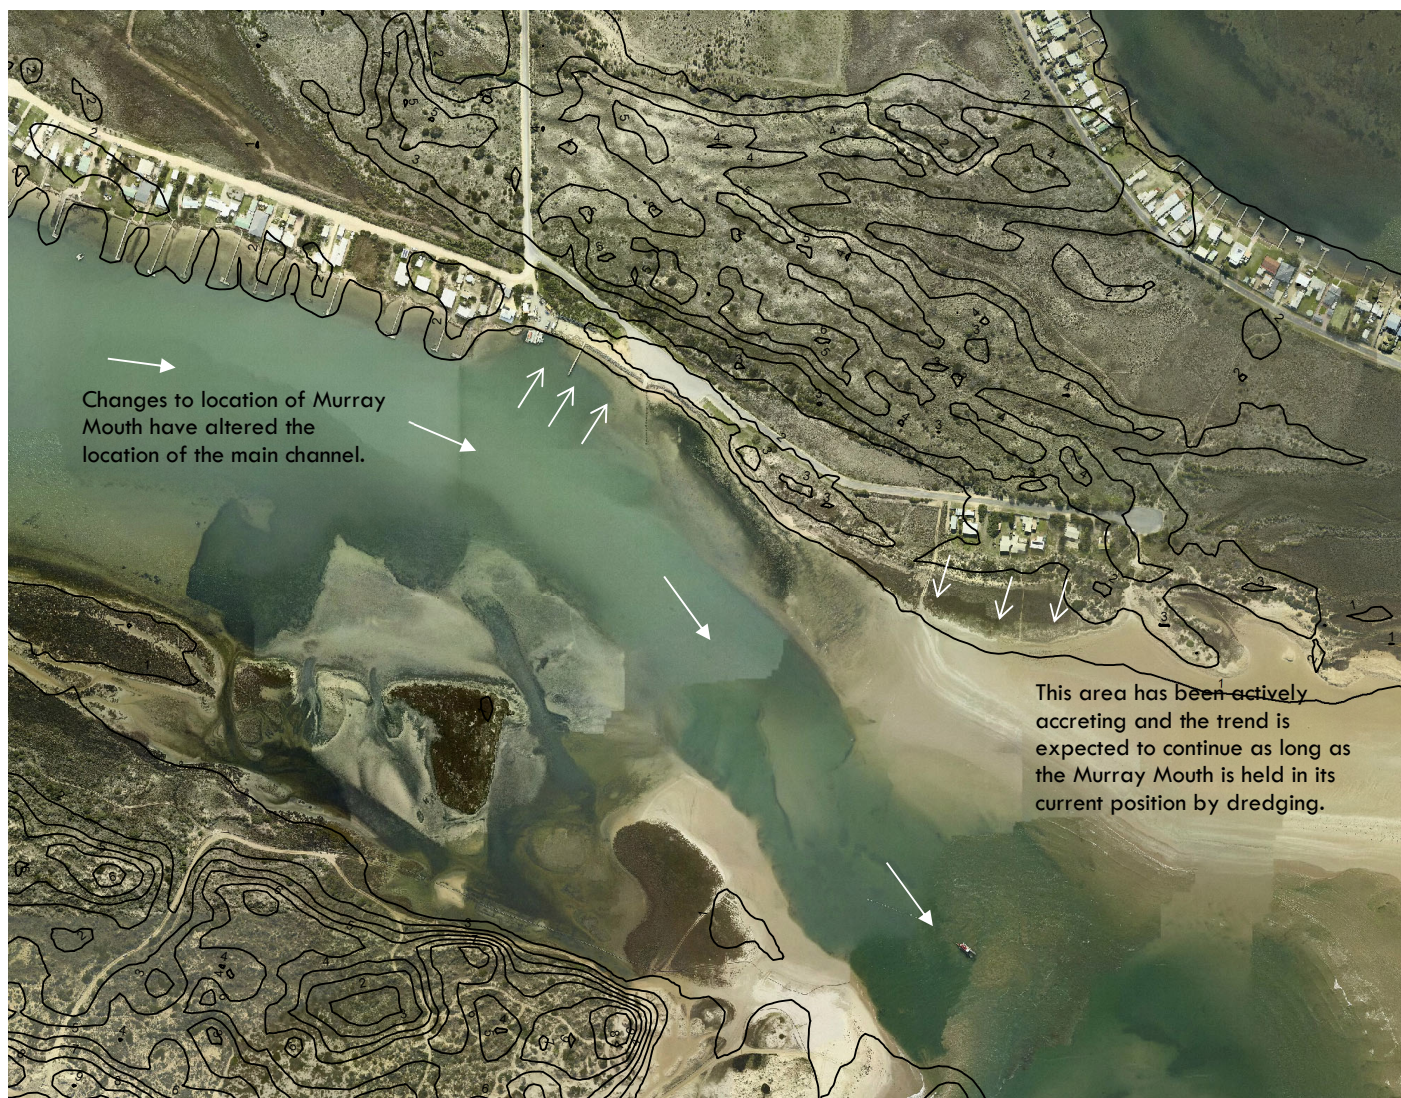 Changes to location of Murray
Mouth have altered the
location of the main channel.
This area has been actively
accreting and the trend is
expected to continue as long as
the Murray Mouth is held in its
current position by dredging.